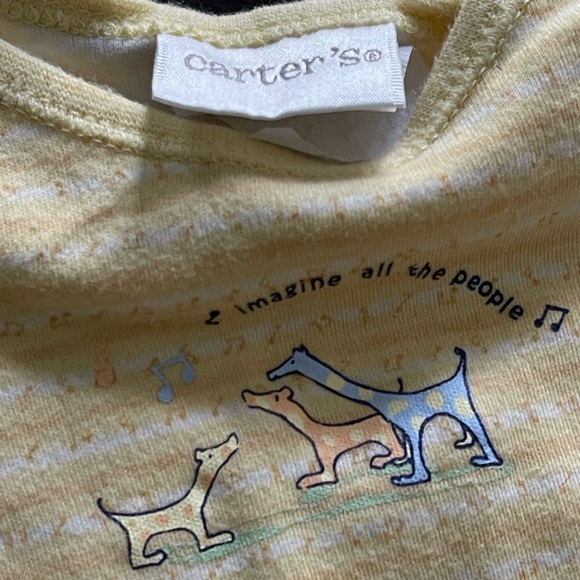 carter's®
imagine all the people